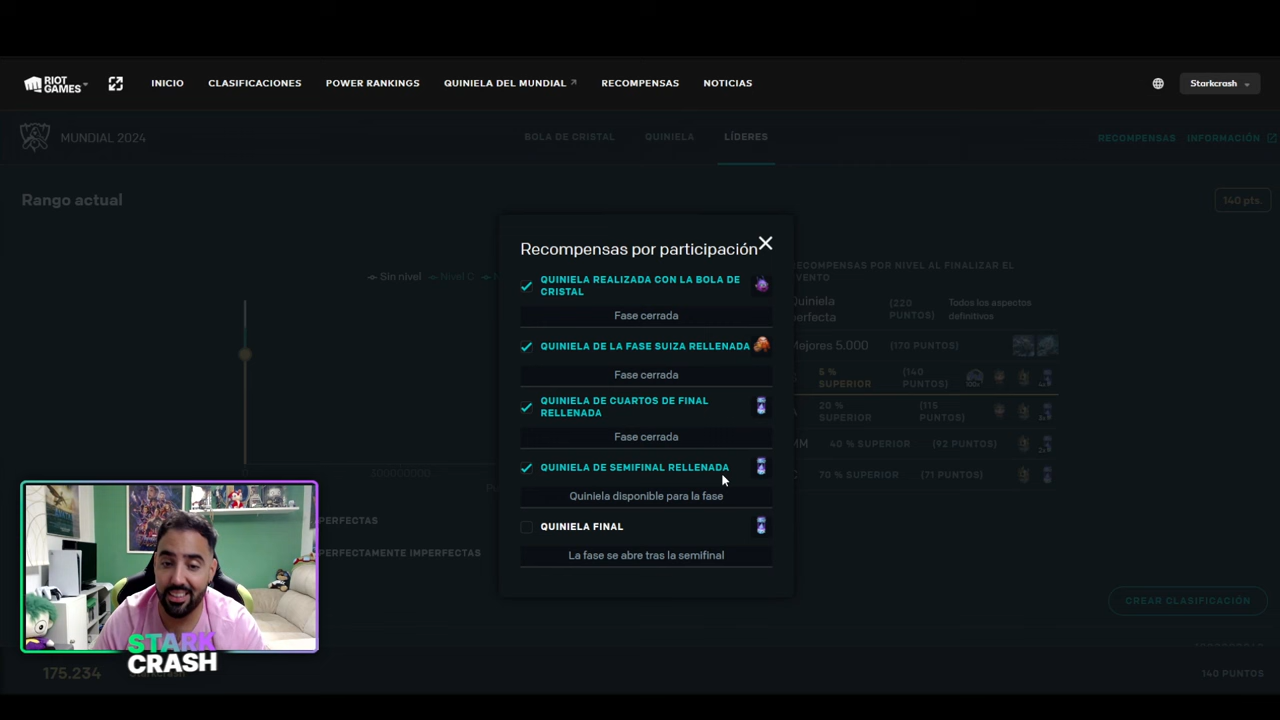 RIOT GAMES
INICIO
CLASIFICACIONES
POWER RANKINGS
QUINIELA DEL MUNDIAL
RECOMPENSAS
NOTICIAS
Starkcrash
MUNDIAL 2024
BOLA DE CRISTAL
QUINIELA
LÍDERES
RECOMPENSAS
INFORMACIÓN
Rango actual
140 pts.
Sin nivel
Nivel C
Recompensas por participación
QUINIELA REALIZADA CON LA BOLA DE
CRISTAL
Fase cerrada
QUINIELA DE LA FASE SUIZA RELLENADA
Fase cerrada
QUINIELA DE CUARTOS DE FINAL
RELLENADA
Fase cerrada
QUINIELA DE SEMIFINAL RELLENADA
Quiniela disponible para la fase
QUINIELA FINAL
La fase se abre tras la semifinal
ECOMPENSAS POR NIVEL AL FINALIZAR EL
VENTO
Quiniela
erfecta
(220
PUNTOS)
Todos los aspectos
definitivos
Mejores 5.000
(170 PUNTOS)
5 %
SUPERIOR
(140
PUNTOS)
20 %
SUPERIOR
(115
PUNTOS)
MM
40 % SUPERIOR
(92 PUNTOS)
70 % SUPERIOR
(71 PUNTOS)
PERFECTAS
PERFECTAMENTE IMPERFECTAS
CREAR CLASIFICACIÓN
STARK
CRASH
175.234
Starkcrash
140 PUNTOS